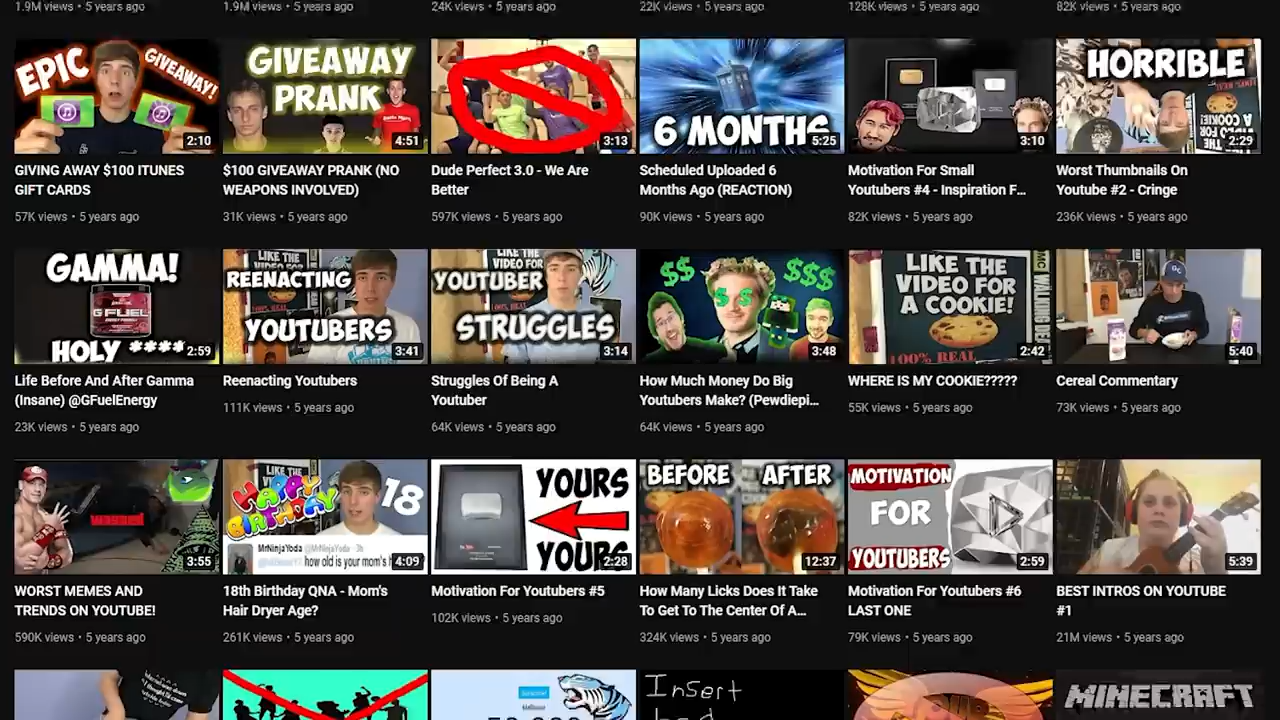 1.9M views • 5 years ago
1.9M views • 5 years ago
24K views • 5 years ago
22K views • 5 years ago
128K views • 5 years ago
82K views • 5 years ago
EPIC GIVEAWAY!
2:10
GIVEAWAY
PRANK
4:51
3:13
6 MONTHS
5:25
3:10
HORRIBLE
2:29
GIVING AWAY $100 ITUNES
GIFT CARDS
57K views • 5 years ago
$100 GIVEAWAY PRANK (NO
WEAPONS INVOLVED)
31K views • 5 years ago
Dude Perfect 3.0 - We Are
Better
597K views • 5 years ago
Scheduled Uploaded 6
Months Ago (REACTION)
90K views • 5 years ago
Motivation For Small
Youtubers #4 - Inspiration F...
82K views • 5 years ago
Worst Thumbnails On
Youtube #2 - Cringe
236K views • 5 years ago
GAMMA!
G FUEL
HOLY ****
2:59
LIKE THE
REENACTING
YOUTUBERS
3:41
LIKE THE
VIDEO FOR
YOUTUBER
STRUGGLES
3:14
$$ $$$
$ $
3:48
LIKE THE
VIDEO FOR
A COOKIE!
100% REAL
WALKING DE
2:42
5:40
Life Before And After Gamma
(Insane) @GFuelEnergy
23K views • 5 years ago
Reenacting Youtubers
111K views • 5 years ago
Struggles Of Being A
Youtuber
64K views • 5 years ago
How Much Money Do Big
Youtubers Make? (Pewdiepi...
64K views • 5 years ago
WHERE IS MY COOKIE?????
55K views • 5 years ago
Cereal Commentary
73K views • 5 years ago
wasted
3:55
LIKE THE
HAPPY
BIRTHDAY
18
MrNinjaYoda @MrNinjaYoda · 3h
how old is your mom's h
4:09
YOURS
YOURS
2:28
BEFORE AFTER
12:37
MOTIVATION
FOR
YOUTUBERS
2:59
5:39
WORST MEMES AND
TRENDS ON YOUTUBE!
590K views • 5 years ago
18th Birthday QNA - Mom's
Hair Dryer Age?
261K views • 5 years ago
Motivation For Youtubers #5
102K views • 5 years ago
How Many Licks Does It Take
To Get To The Center Of A...
324K views • 5 years ago
Motivation For Youtubers #6
LAST ONE
79K views • 5 years ago
BEST INTROS ON YOUTUBE
#1
21M views • 5 years ago
Insert
MINECRAFT